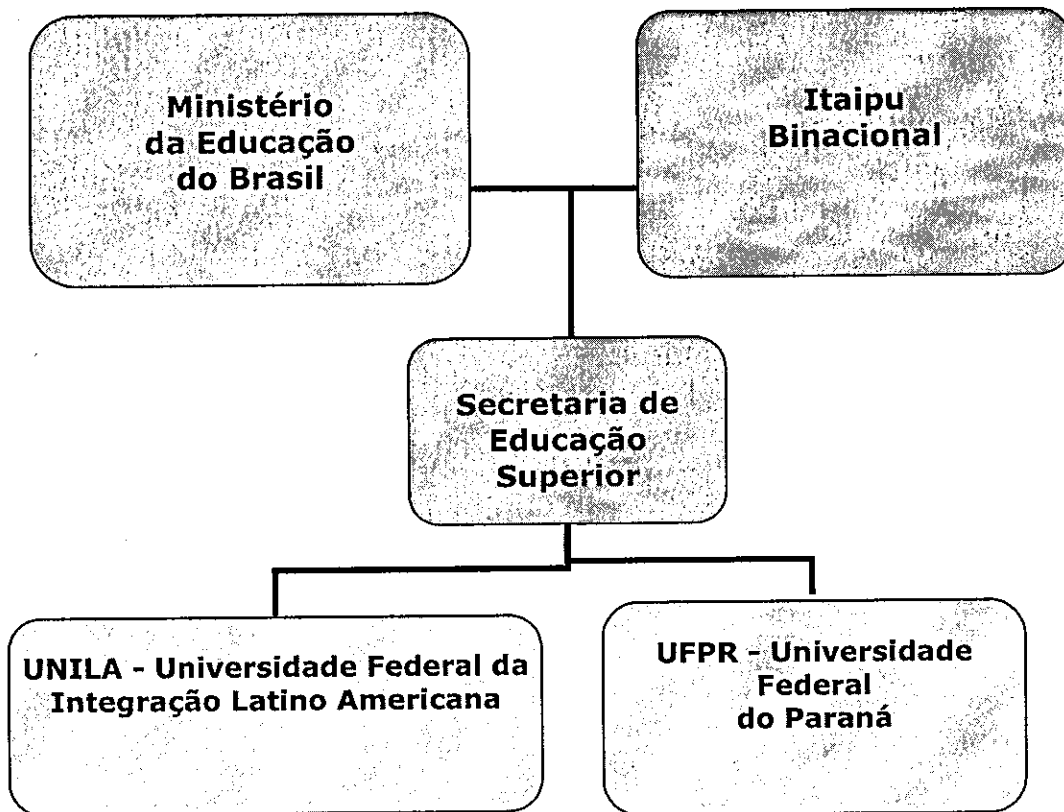 Ministério
da Educação
do Brasil
Itaipu
Binacional
Secretaria de
Educação
Superior
UNILA - Universidade Federal da
Integração Latino Americana
UFPR - Universidade
Federal
do Paraná